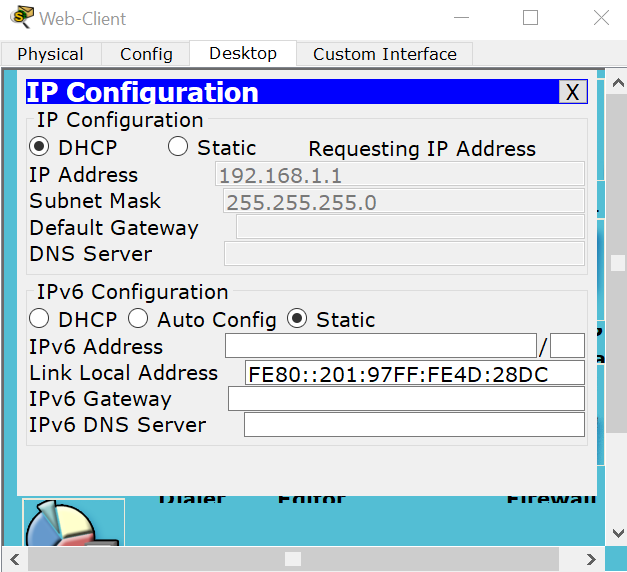 Web-Client
Physical Config Desktop Custom Interface
IP Configuration X
IP Configuration
DHCP Static Requesting IP Address
IP Address 192.168.1.1
Subnet Mask 255.255.255.0
Default Gateway
DNS Server
IPv6 Configuration
DHCP Auto Config Static
IPv6 Address /
Link Local Address FE80::201:97FF:FE4D:28DC
IPv6 Gateway
IPv6 DNS Server
Dialer Editor Firewall